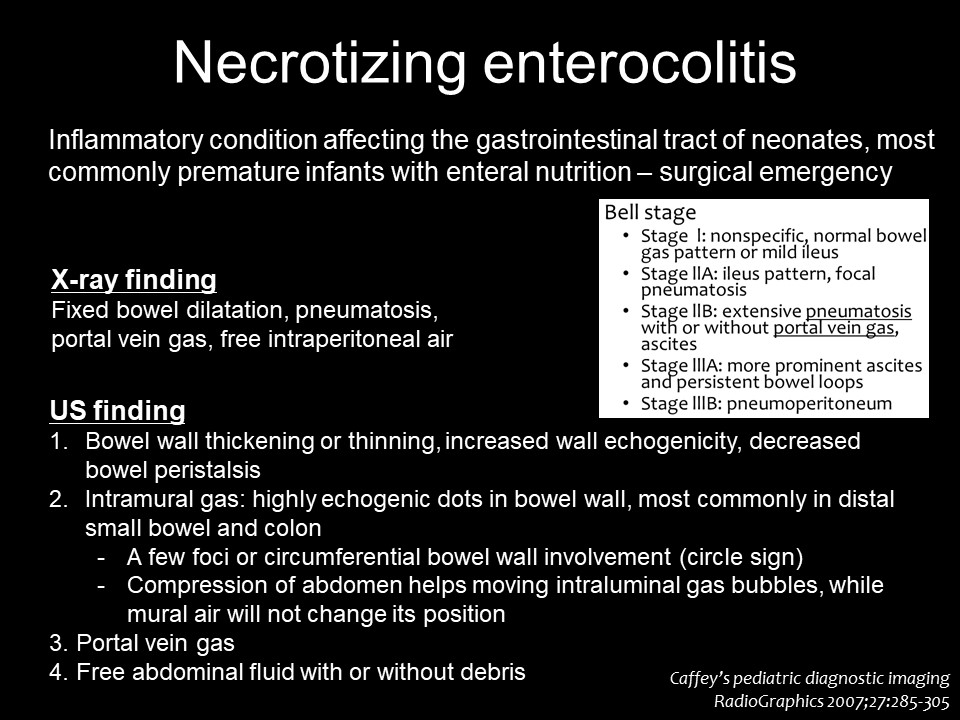 Necrotizing enterocolitis
Inflammatory condition affecting the gastrointestinal tract of neonates, most
commonly premature infants with enteral nutrition – surgical emergency
Bell stage
• Stage l: nonspecific, normal bowel
gas pattern or mild ileus
• Stage llA: ileus pattern, focal
pneumatosis
• Stage llB: extensive pneumatosis
with or without portal vein gas,
ascites
• Stage lllA: more prominent ascites
and persistent bowel loops
• Stage lllB: pneumoperitoneum
X-ray finding
Fixed bowel dilatation, pneumatosis,
portal vein gas, free intraperitoneal air
US finding
1. Bowel wall thickening or thinning, increased wall echogenicity, decreased
bowel peristalsis
2. Intramural gas: highly echogenic dots in bowel wall, most commonly in distal
small bowel and colon
- A few foci or circumferential bowel wall involvement (circle sign)
- Compression of abdomen helps moving intraluminal gas bubbles, while
mural air will not change its position
3. Portal vein gas
4. Free abdominal fluid with or without debris
Caffey's pediatric diagnostic imaging
RadioGraphics 2007;27:285-305